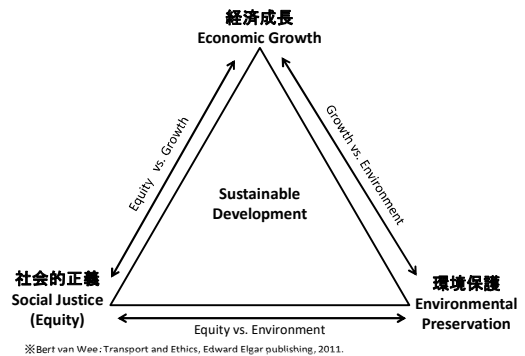 経済成長
Economic Growth
Equity vs. Growth
Growth vs. Environment
Sustainable
Development
社会的正義
Social Justice
(Equity)
環境保護
Environmental
Preservation
Equity vs. Environment
※Bert van Wee: Transport and Ethics, Edward Elgar publishing, 2011.